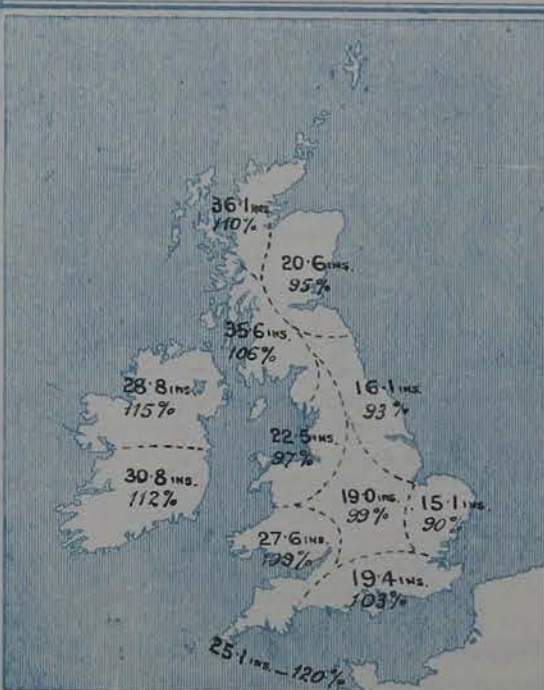 36·1 INS.
110%
20·6 INS.
95%
35·6 INS.
106%
28·8 INS.
115%
16·1 INS.
93%
22·5 INS.
97%
30·8 INS.
112%
19·0 INS.
99%
15·1 INS.
90%
27·6 INS.
19·4 INS.
103%
25·1 INS. — 120%